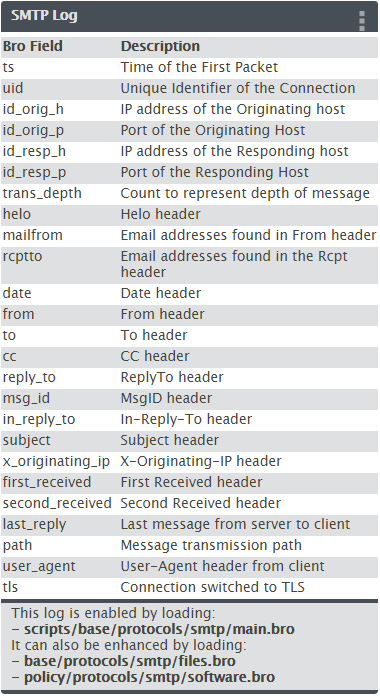 SMTP Log
Bro Field Description
ts Time of the First Packet
uid Unique Identifier of the Connection
id_orig_h IP address of the Originating host
id_orig_p Port of the Originating Host
id_resp_h IP address of the Responding host
id_resp_p Port of the Responding Host
trans_depth Count to represent depth of message
helo Helo header
mailfrom Email addresses found in From header
rcptto Email addresses found in the Rcpt
header
date Date header
from From header
to To header
cc CC header
reply_to ReplyTo header
msg_id MsgID header
in_reply_to In-Reply-To header
subject Subject header
x_originating_ip X-Originating-IP header
first_received First Received header
second_received Second Received header
last_reply Last message from server to client
path Message transmission path
user_agent User-Agent header from client
tls Connection switched to TLS
This log is enabled by loading:
- scripts/base/protocols/smtp/main.bro
It can also be enhanced by loading:
- base/protocols/smtp/files.bro
- policy/protocols/smtp/software.bro